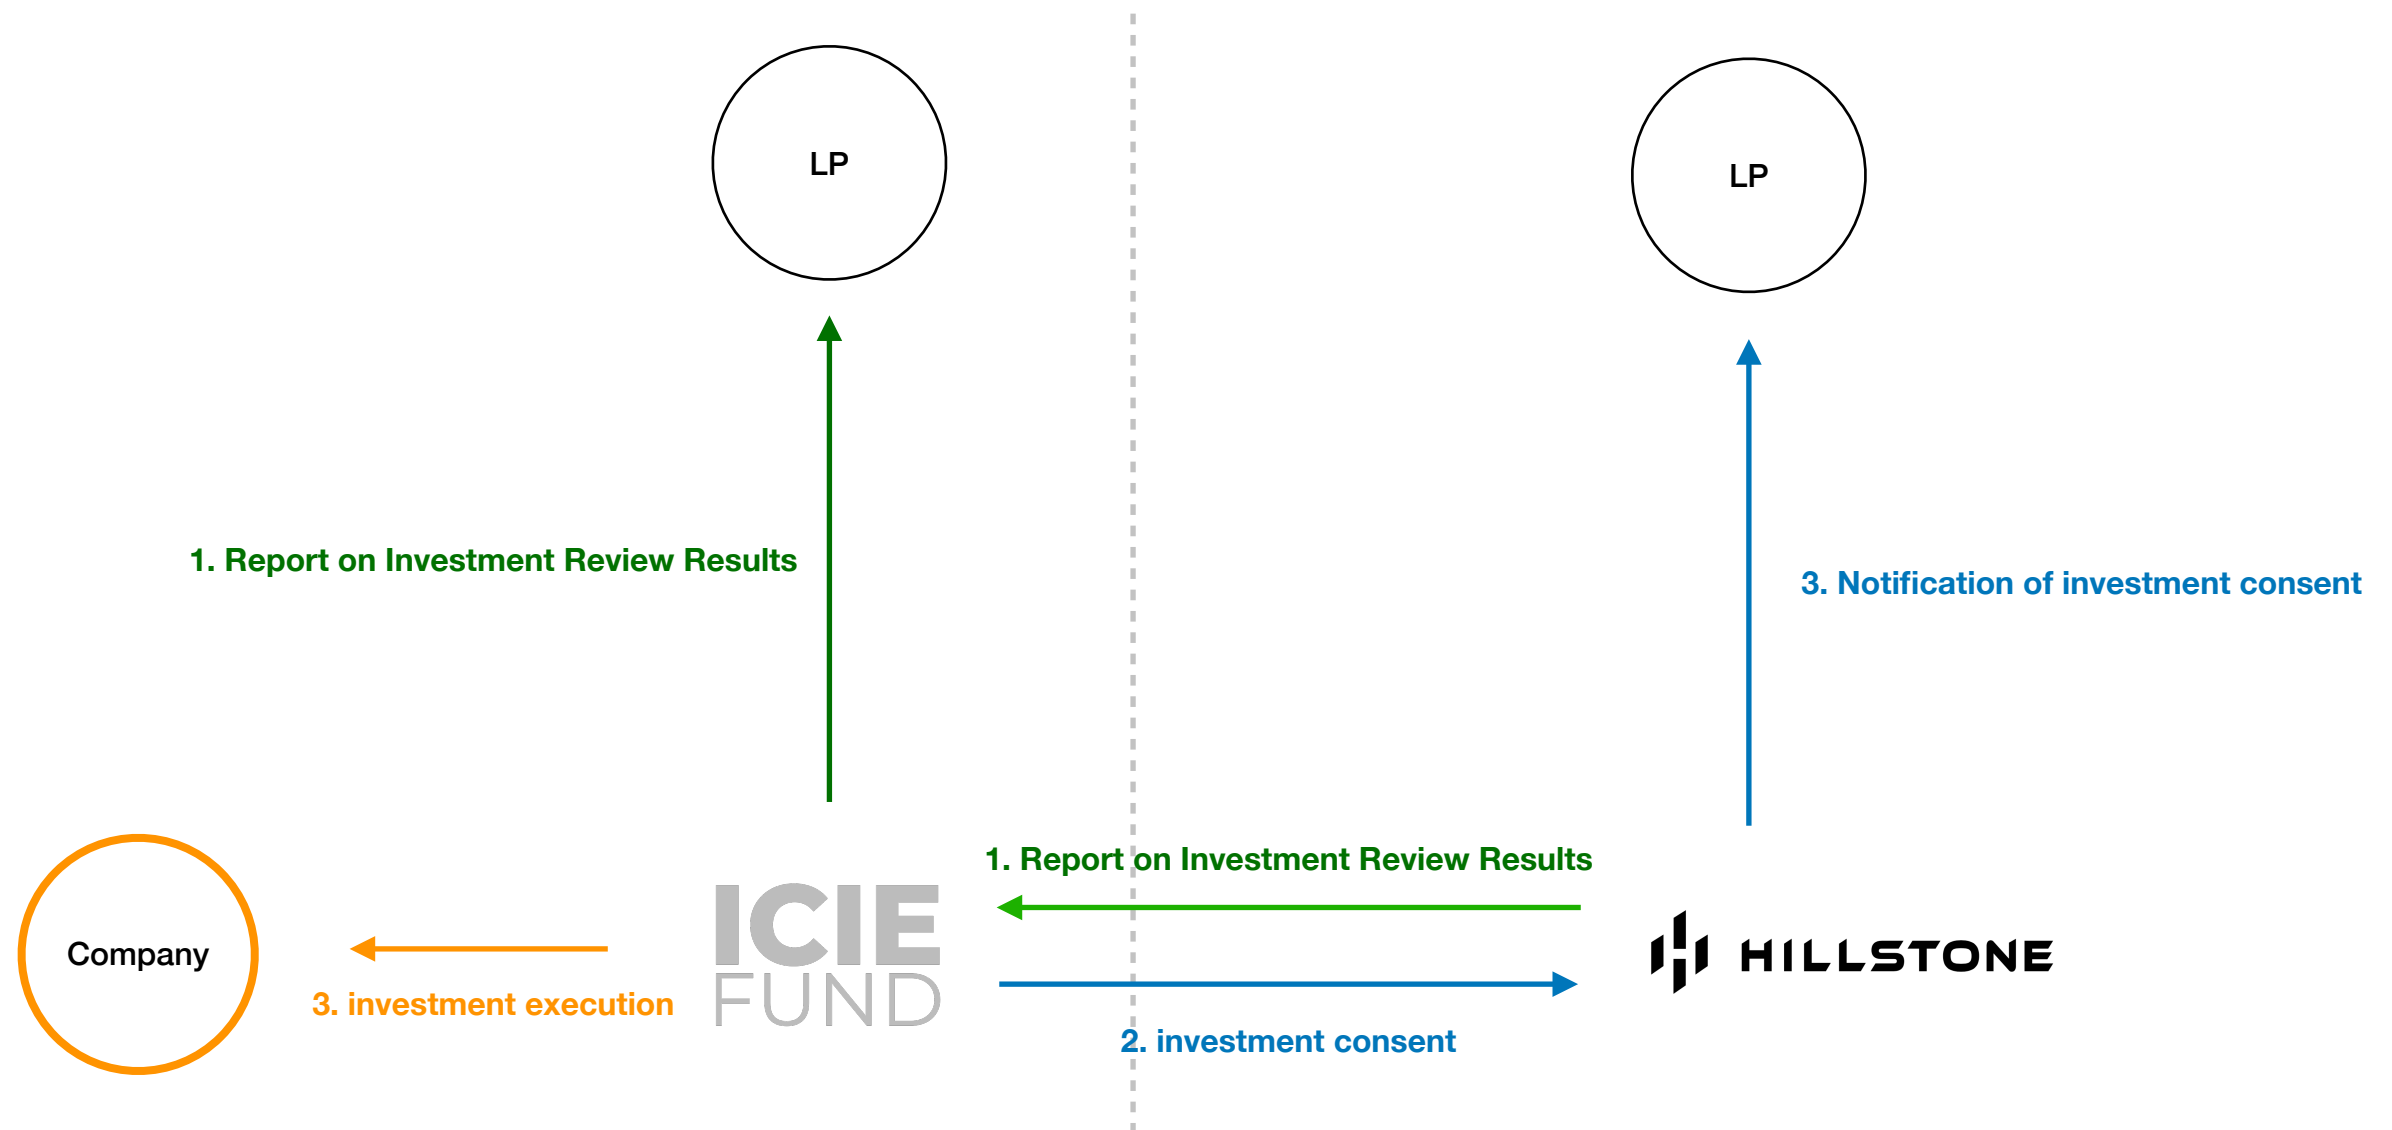 LP
LP
1. Report on Investment Review Results
3. Notification of investment consent
1. Report on Investment Review Results
ICIE
FUND
HILLSTONE
Company
3. investment execution
2. investment consent